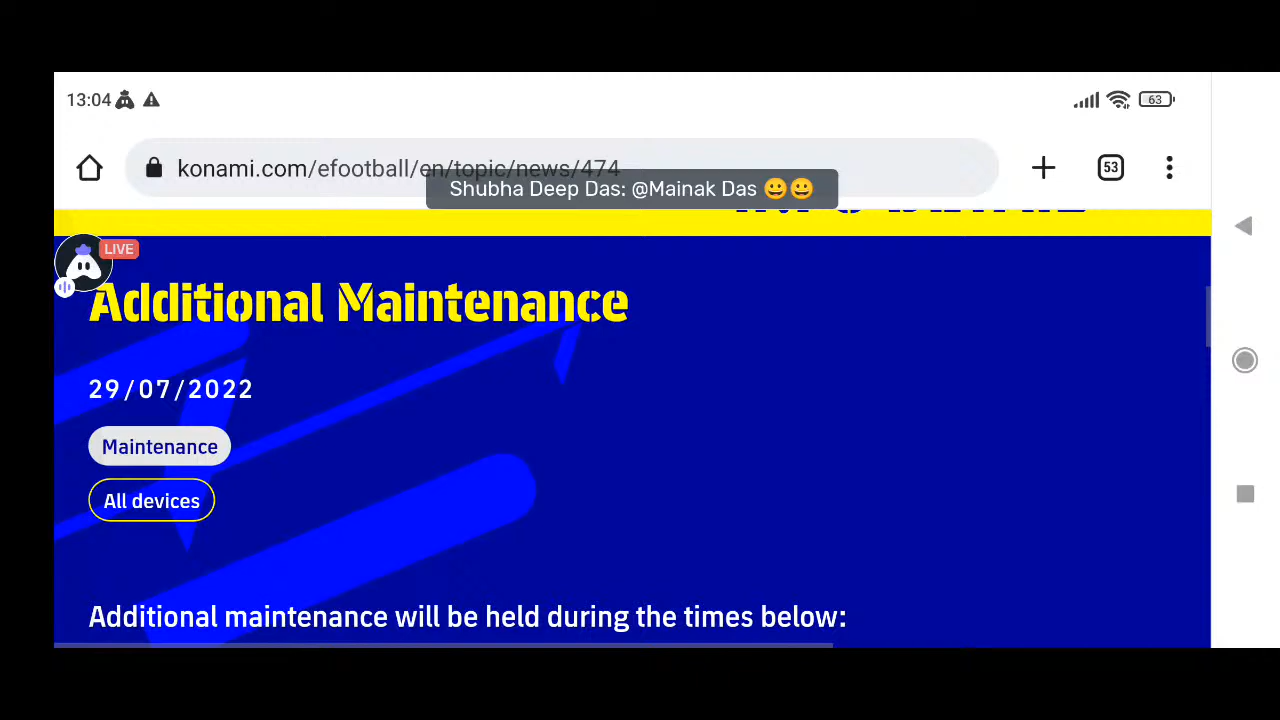 13:04
63
konami.com/efootball/en/topic/news/474
53
Shubha Deep Das: @Mainak Das 😀😀
LIVE
Additional Maintenance
29/07/2022
Maintenance
All devices
Additional maintenance will be held during the times below: